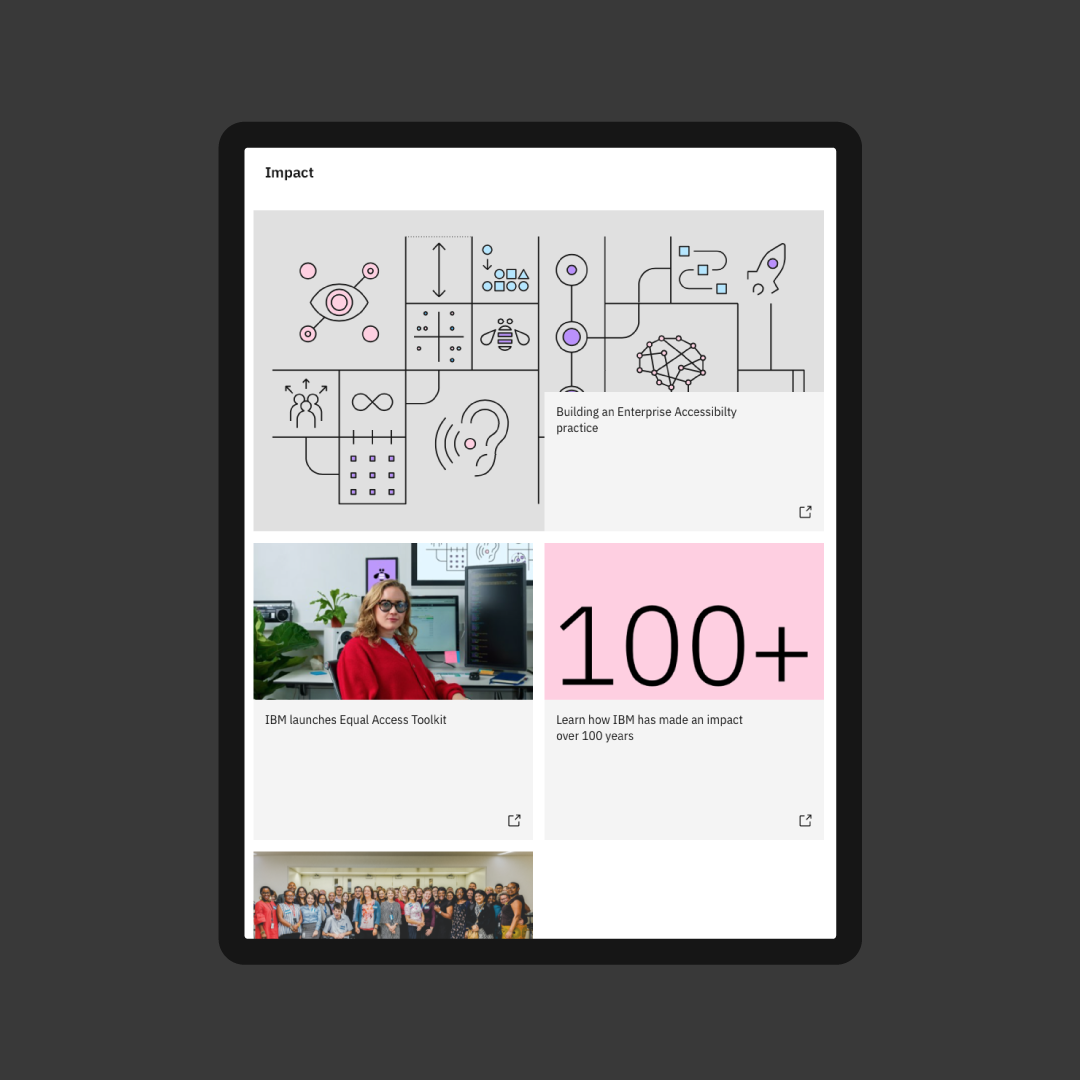 Impact
Building an Enterprise Accessibilty
practice
IBM launches Equal Access Toolkit
100+
Learn how IBM has made an impact
over 100 years